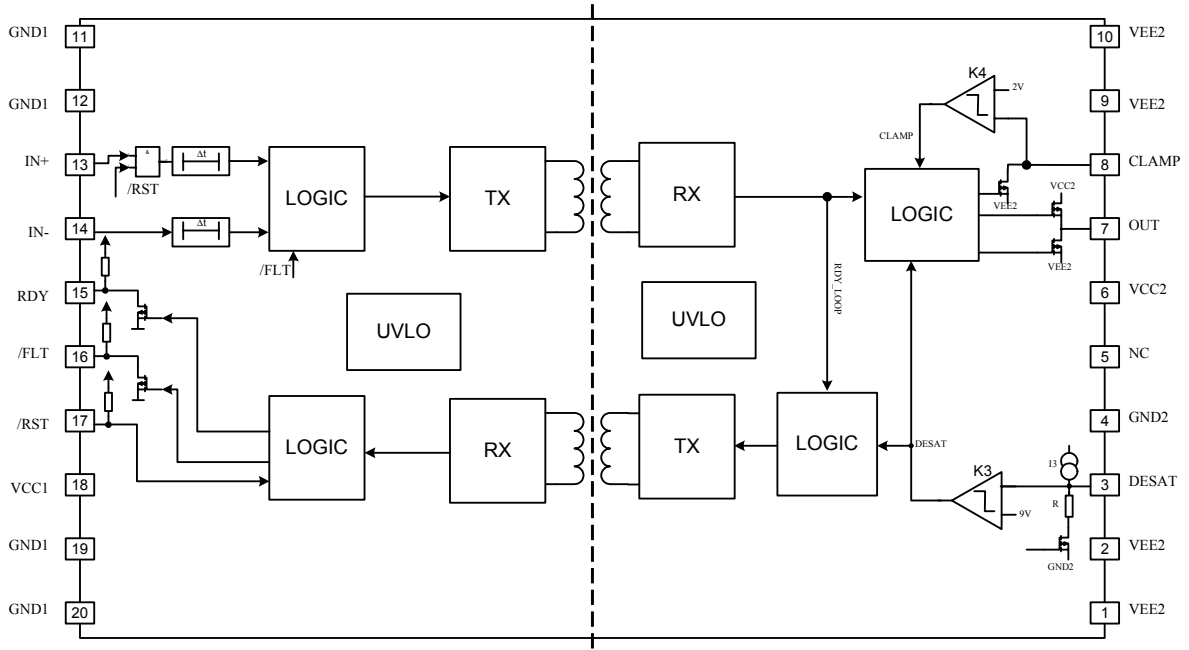 GND1 11
10 VEE2
K4
2V
GND1 12
9 VEE2
CLAMP
IN+ 13
&
Δt
/RST
LOGIC
TX
RX
LOGIC
8 CLAMP
VEE2
VCC2
IN- 14
Δt
7 OUT
/FLT
VEE2
RDY 15
RDY_LOOP
6 VCC2
UVLO
UVLO
/FLT 16
5 NC
/RST 17
4 GND2
LOGIC
RX
TX
LOGIC
DESAT
I3
K3
VCC1 18
3 DESAT
R
9V
GND1 19
2 VEE2
GND2
GND1 20
1 VEE2